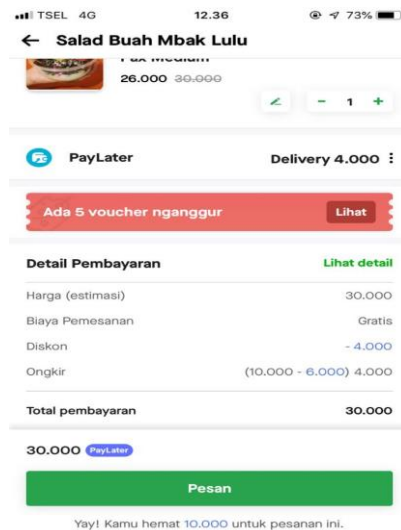 TSEL 4G 12.36 73%
← Salad Buah Mbak Lulu
Pax Medium
26.000 30.000
- 1 +
PayLater Delivery 4.000
Ada 5 voucher nganggur Lihat
Detail Pembayaran Lihat detail
Harga (estimasi) 30.000
Biaya Pemesanan Gratis
Diskon - 4.000
Ongkir (10.000 - 6.000) 4.000
Total pembayaran 30.000
30.000 PayLater
Pesan
Yay! Kamu hemat 10.000 untuk pesanan ini.